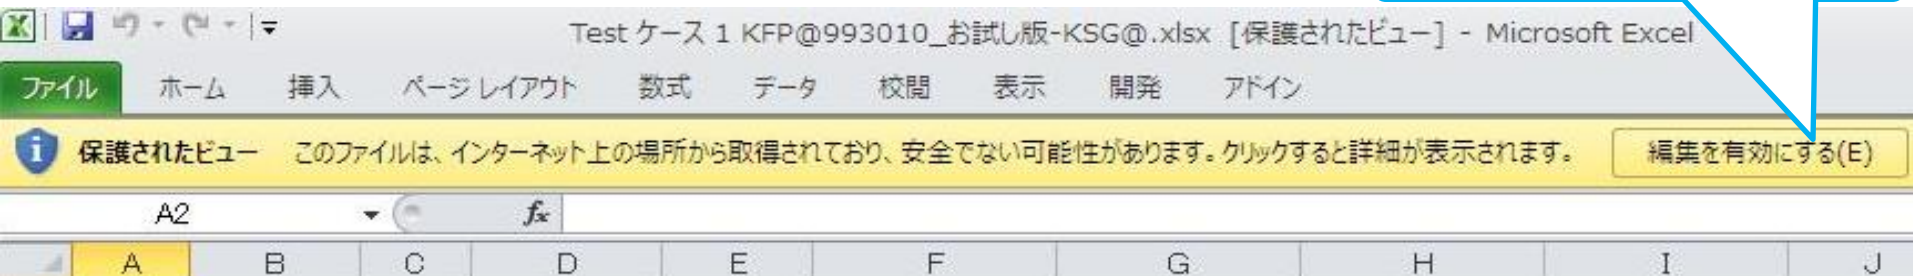 Test ケース 1 KFP@993010_お試し版-KSG@.xlsx [保護されたビュー] - Microsoft Excel
ファイル ホーム 挿入 ページ レイアウト 数式 データ 校閲 表示 開発 アドイン
保護されたビュー このファイルは、インターネット上の場所から取得されており、安全でない可能性があります。クリックすると詳細が表示されます。 編集を有効にする(E)
A2 fx
A B C D E F G H I J